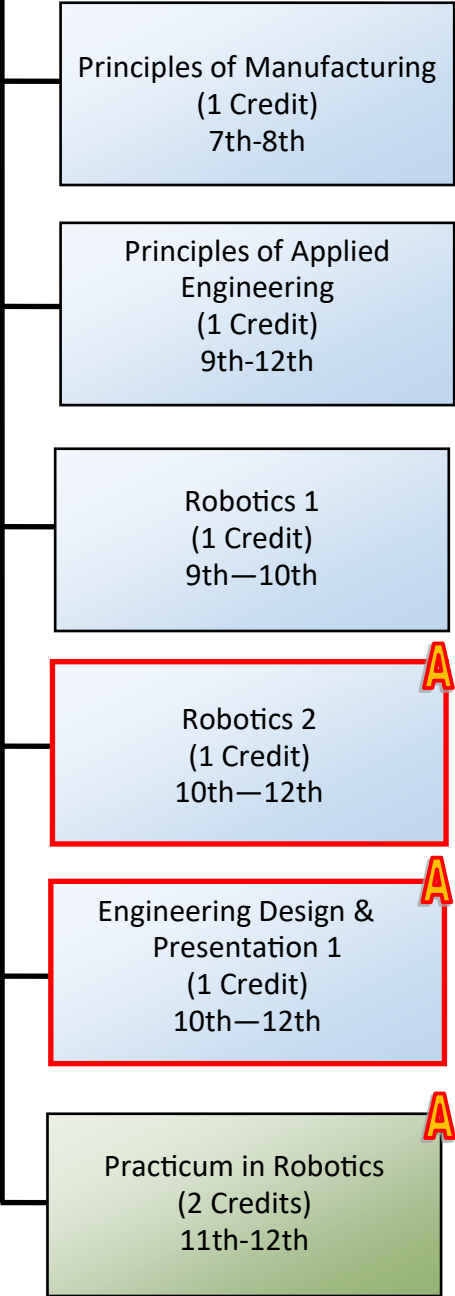 Principles of Manufacturing
(1 Credit)
7th-8th
Principles of Applied
Engineering
(1 Credit)
9th-12th
Robotics 1
(1 Credit)
9th—10th
A
Robotics 2
(1 Credit)
10th—12th
A
Engineering Design &
Presentation 1
(1 Credit)
10th—12th
A
Practicum in Robotics
(2 Credits)
11th-12th